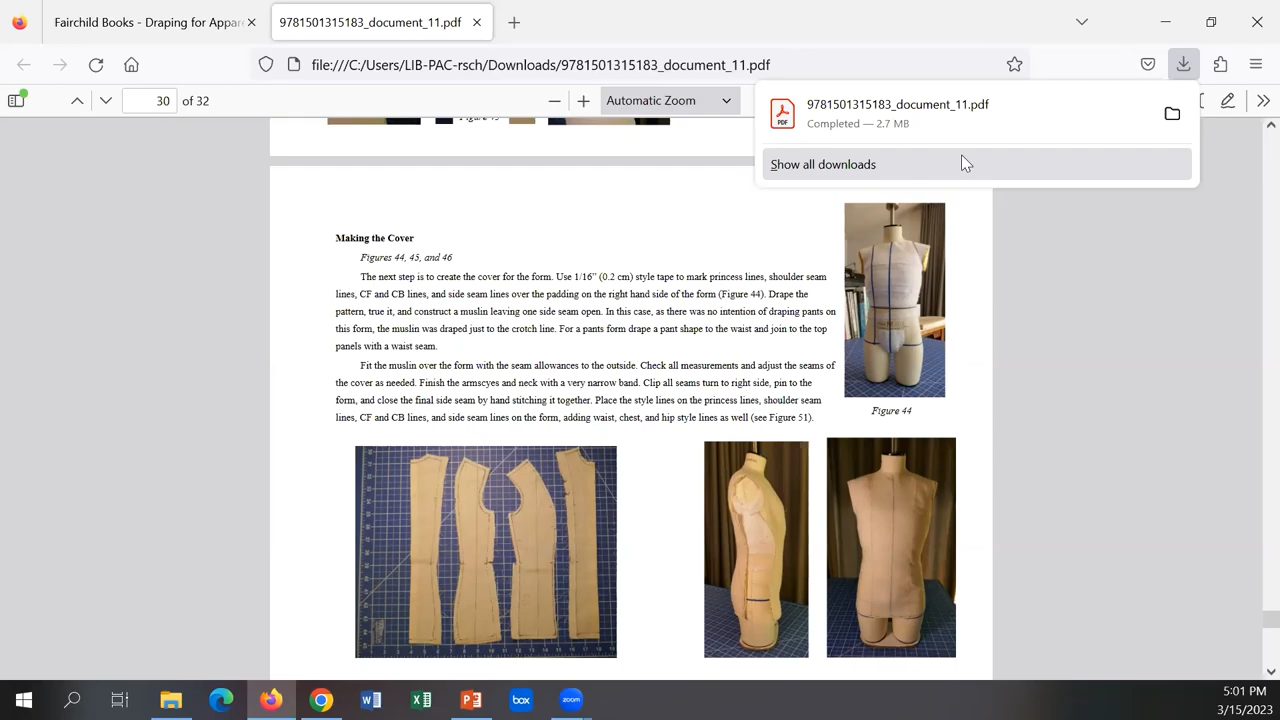 Fairchild Books - Draping for Appar
9781501315183_document_11.pdf
file:///C:/Users/LIB-PAC-rsch/Downloads/9781501315183_document_11.pdf
30 of 32
Automatic Zoom
9781501315183_document_11.pdf
PDF
Completed — 2.7 MB
Show all downloads
Making the Cover
Figures 44, 45, and 46
The next step is to create the cover for the form. Use 1/16" (0.2 cm) style tape to mark princess lines, shoulder seam
lines, CF and CB lines, and side seam lines over the padding on the right hand side of the form (Figure 44). Drape the
pattern, true it, and construct a muslin leaving one side seam open. In this case, as there was no intention of draping pants on
this form, the muslin was draped just to the crotch line. For a pants form drape a pant shape to the waist and join to the top
panels with a waist seam.
Fit the muslin over the form with the seam allowances to the outside. Check all measurements and adjust the seams of
the cover as needed. Finish the armscyes and neck with a very narrow band. Clip all seams turn to right side, pin to the
form, and close the final side seam by hand stitching it together. Place the style lines on the princess lines, shoulder seam
lines, CF and CB lines, and side seam lines on the form, adding waist, chest, and hip style lines as well (see Figure 51).
Figure 44
box
zoom
5:01 PM
3/15/2023